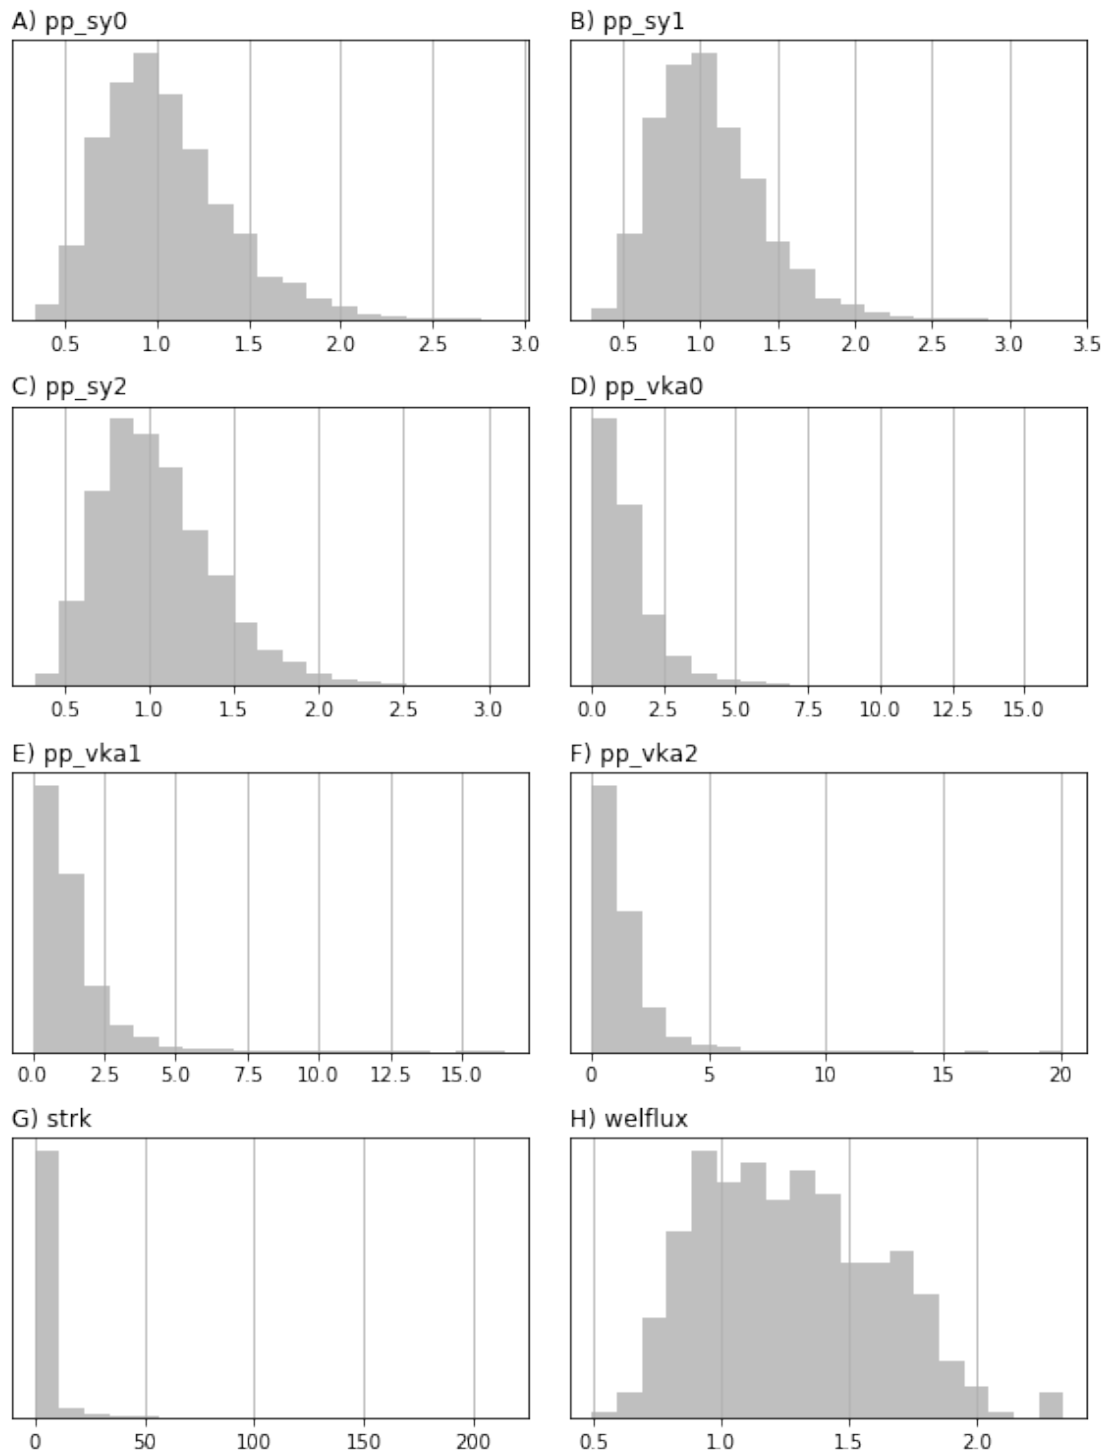 A) pp_sy0
B) pp_sy1
0.5 1.0 1.5 2.0 2.5 3.0
0.5 1.0 1.5 2.0 2.5 3.0 3.5
C) pp_sy2
D) pp_vka0
0.5 1.0 1.5 2.0 2.5 3.0
0.0 2.5 5.0 7.5 10.0 12.5 15.0
E) pp_vka1
F) pp_vka2
0.0 2.5 5.0 7.5 10.0 12.5 15.0
0 5 10 15 20
G) strk
H) welflux
0 50 100 150 200
0.5 1.0 1.5 2.0